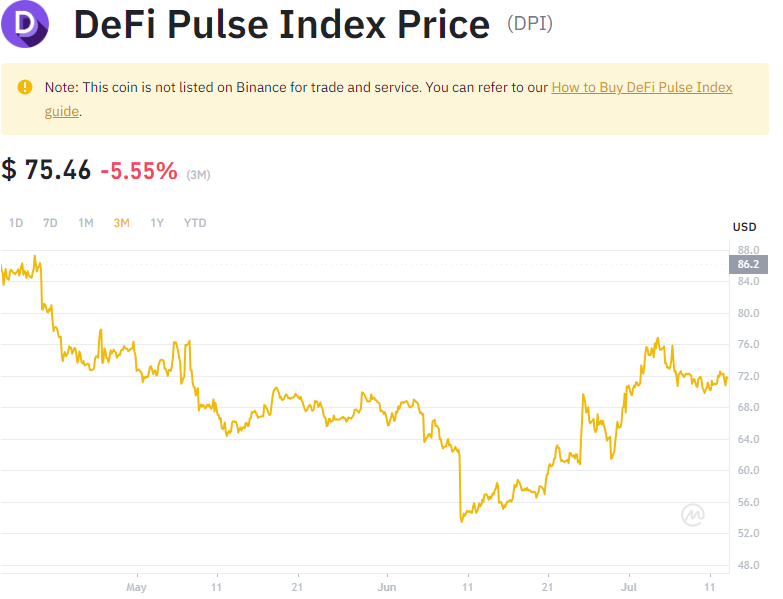 DeFi Pulse Index Price (DPI)
Note: This coin is not listed on Binance for trade and service. You can refer to our How to Buy DeFi Pulse Index
guide.
$ 75.46 -5.55% (3M)
1D 7D 1M 3M 1Y YTD
USD
88.0
86.2
84.0
80.0
76.0
72.0
68.0
64.0
60.0
56.0
52.0
48.0
May 11 21 Jun 11 21 Jul 11